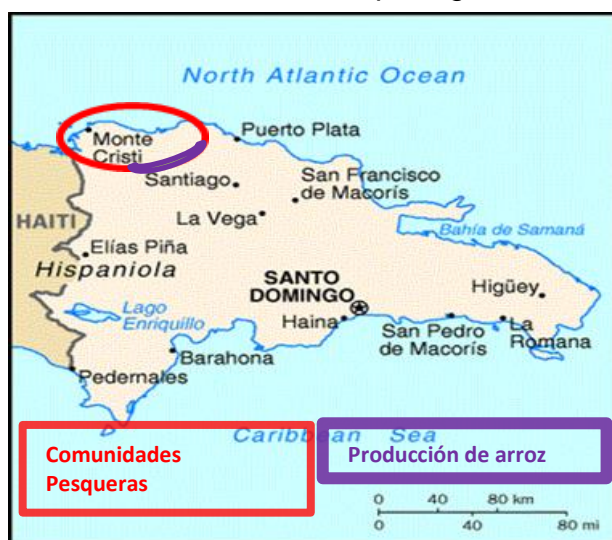 North Atlantic Ocean
Monte
Cristi
Puerto Plata
Santiago
San Francisco
de Macorís
La Vega
HAITI
Bahía de Samaná
Elías Piña
Hispaniola
SANTO
DOMINGO
Higüey
Lago
Enriquillo
Haina
San Pedro
de Macorís
La
Romana
Barahona
Pedernales
Caribbean Sea
Comunidades
Pesqueras
Producción de arroz
0 40 80 km
0 40 80 mi